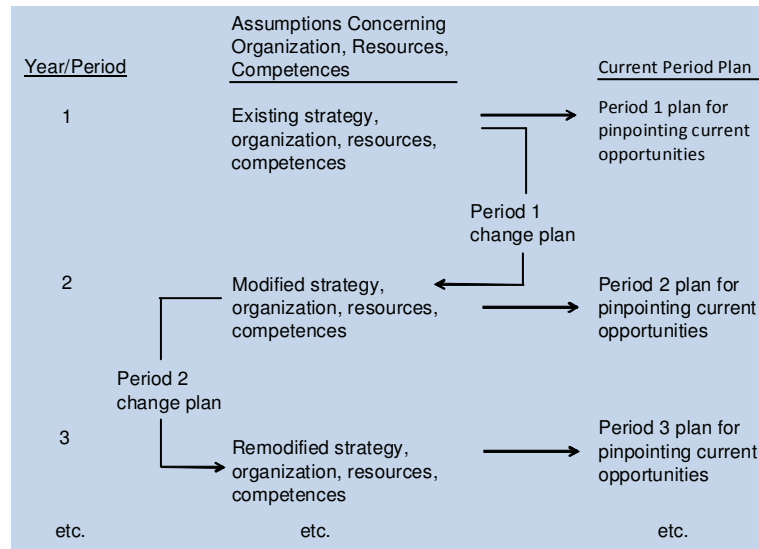 Assumptions Concerning
Organization, Resources,
Competences
Year/Period
Current Period Plan
1
Existing strategy,
organization, resources,
competences
Period 1 plan for
pinpointing current
opportunities
Period 1
change plan
2
Modified strategy,
organization, resources,
competences
Period 2 plan for
pinpointing current
opportunities
Period 2
change plan
3
Remodified strategy,
organization, resources,
competences
Period 3 plan for
pinpointing current
opportunities
etc.
etc.
etc.